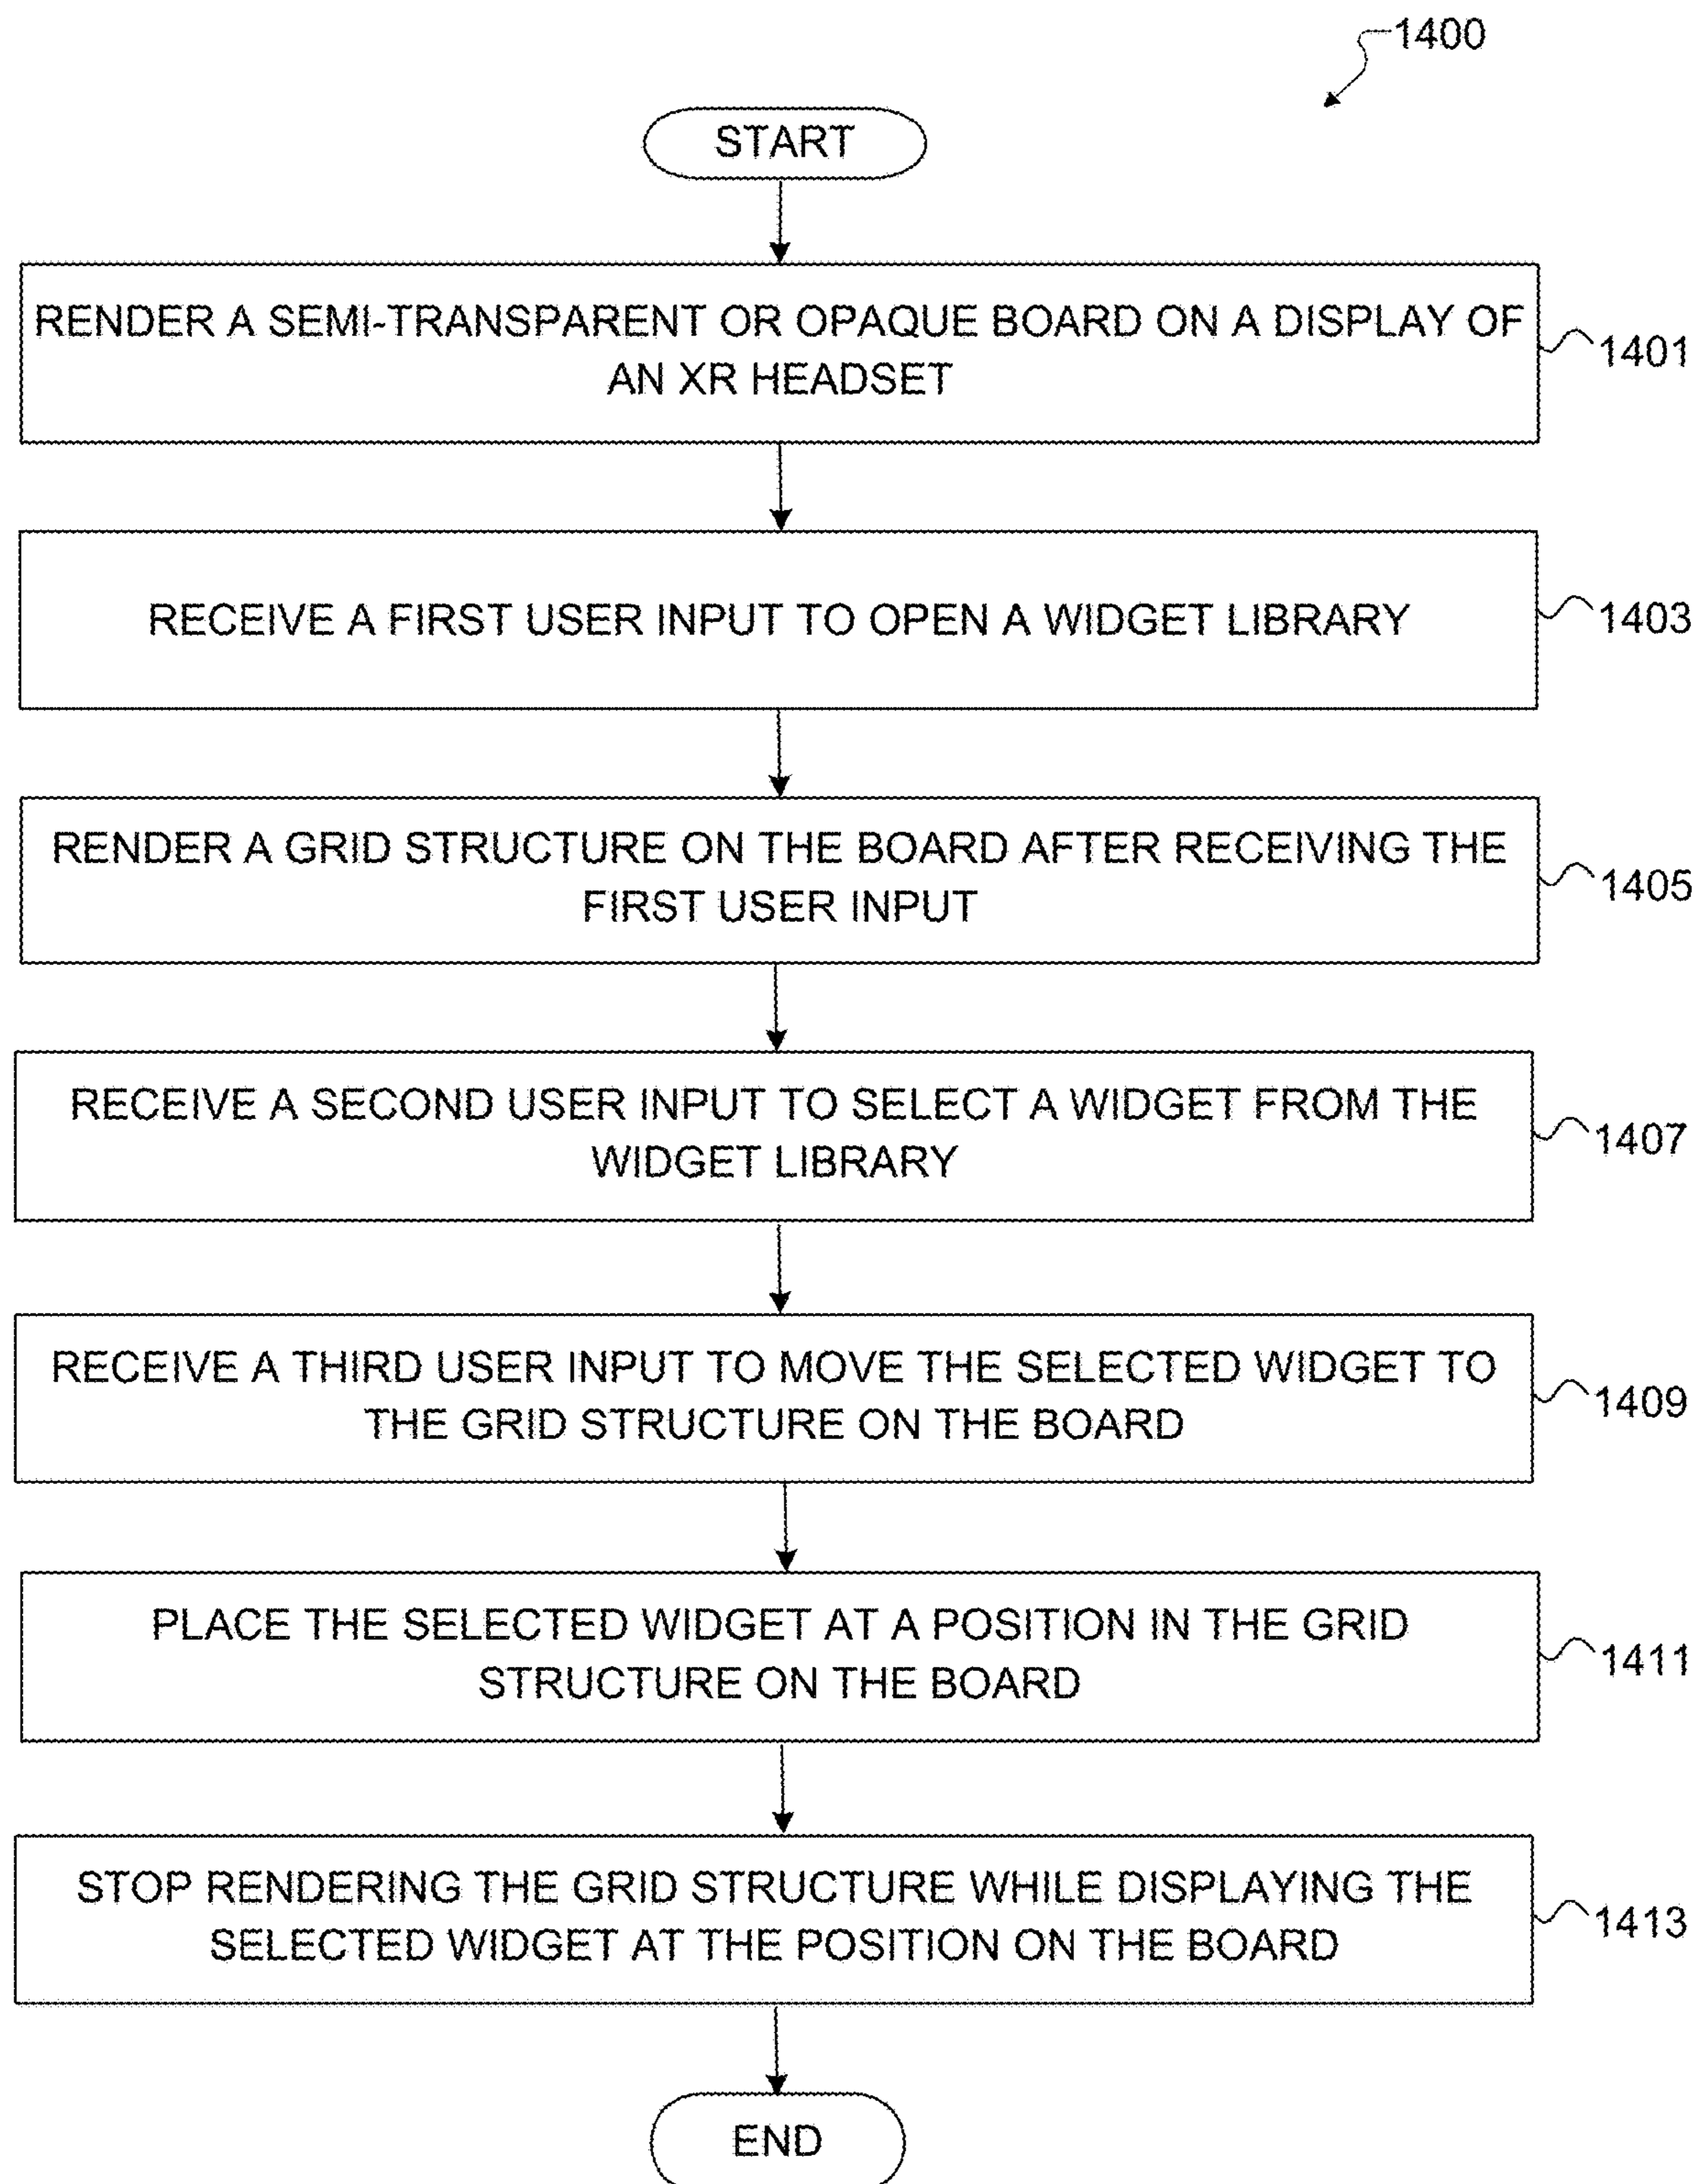 1400
START
RENDER A SEMI-TRANSPARENT OR OPAQUE BOARD ON A DISPLAY OF
AN XR HEADSET
1401
RECEIVE A FIRST USER INPUT TO OPEN A WIDGET LIBRARY
1403
RENDER A GRID STRUCTURE ON THE BOARD AFTER RECEIVING THE
FIRST USER INPUT
1405
RECEIVE A SECOND USER INPUT TO SELECT A WIDGET FROM THE
WIDGET LIBRARY
1407
RECEIVE A THIRD USER INPUT TO MOVE THE SELECTED WIDGET TO
THE GRID STRUCTURE ON THE BOARD
1409
PLACE THE SELECTED WIDGET AT A POSITION IN THE GRID
STRUCTURE ON THE BOARD
1411
STOP RENDERING THE GRID STRUCTURE WHILE DISPLAYING THE
SELECTED WIDGET AT THE POSITION ON THE BOARD
1413
END